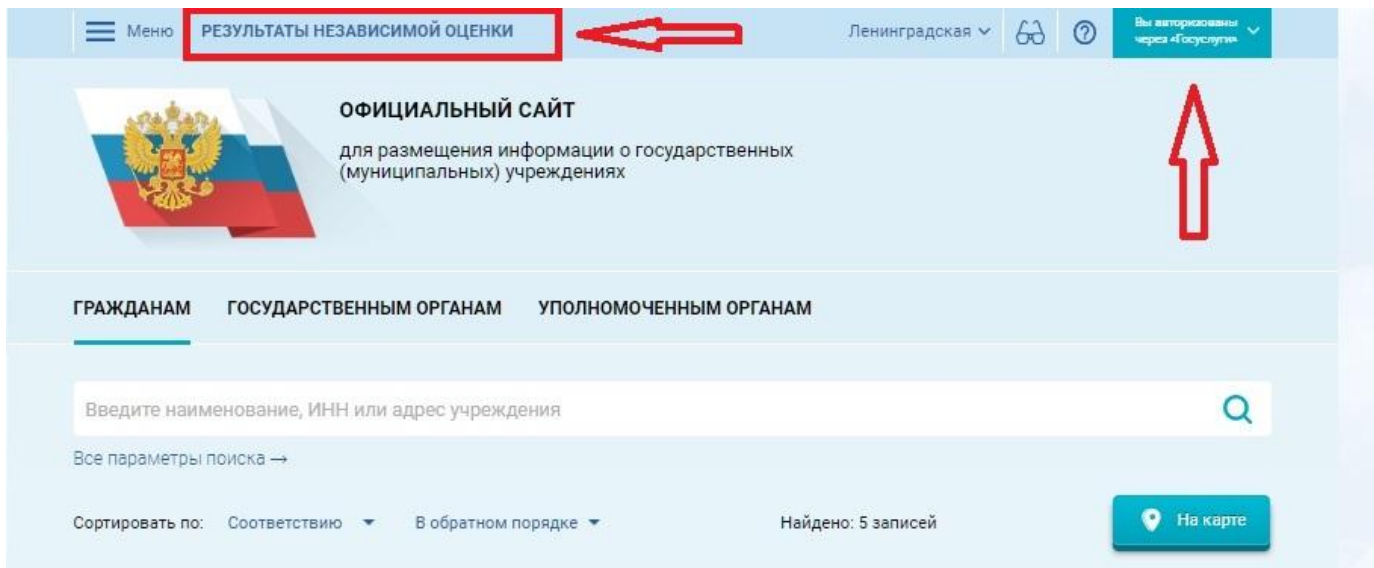 Меню
РЕЗУЛЬТАТЫ НЕЗАВИСИМОЙ ОЦЕНКИ
Ленинградская
Вы авторизованы
через «Госуслуги»
ОФИЦИАЛЬНЫЙ САЙТ
для размещения информации о государственных
(муниципальных) учреждениях
ГРАЖДАНАМ
ГОСУДАРСТВЕННЫМ ОРГАНАМ
УПОЛНОМОЧЕННЫМ ОРГАНАМ
Введите наименование, ИНН или адрес учреждения
Все параметры поиска →
Сортировать по:
Соответствию
В обратном порядке
Найдено: 5 записей
На карте